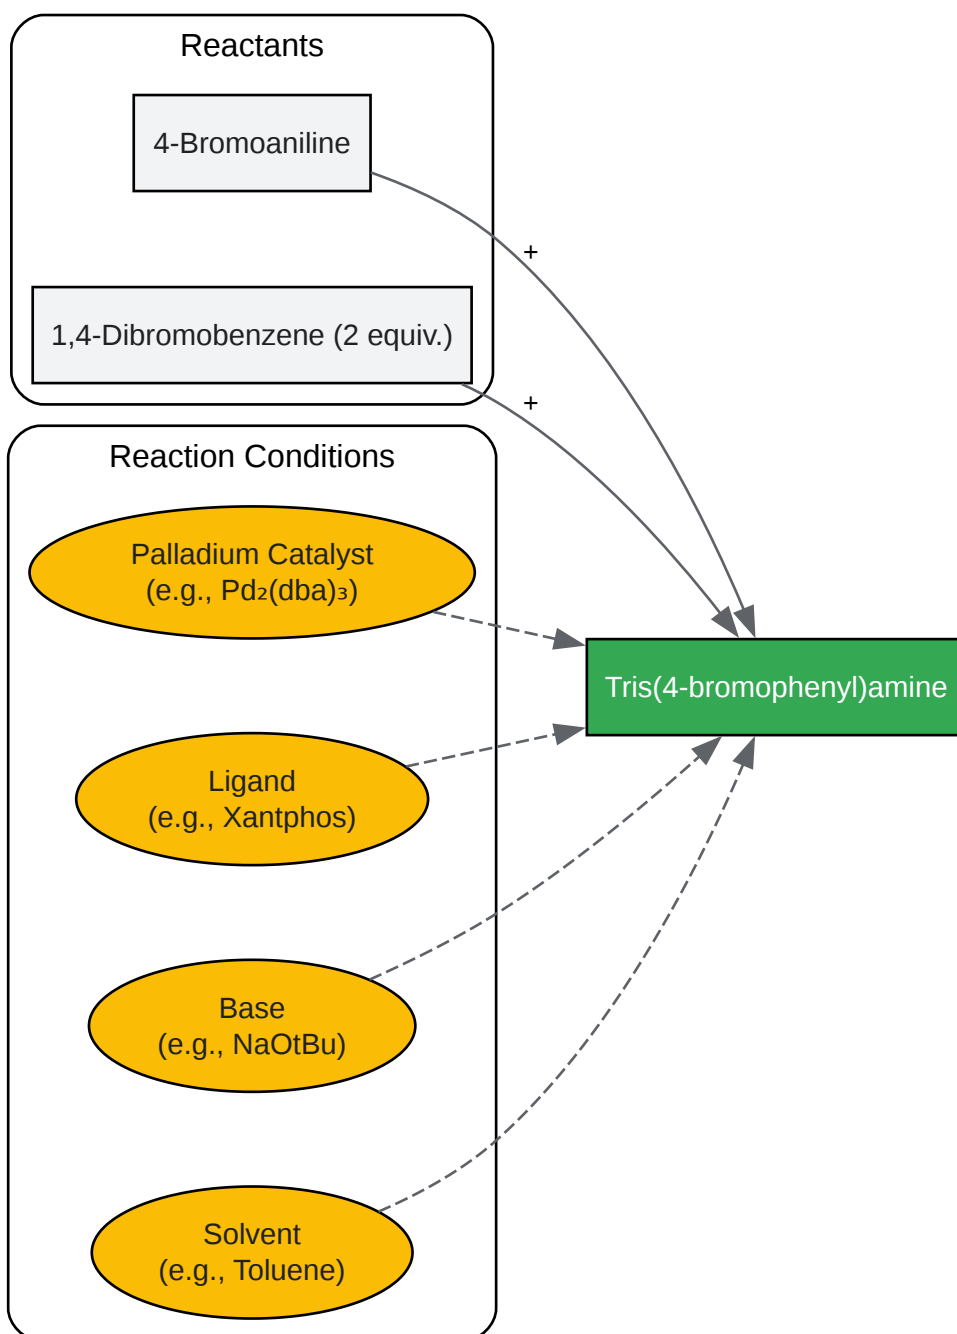 Reactants
4-Bromoaniline
+
1,4-Dibromobenzene (2 equiv.)
+
Reaction Conditions
Palladium Catalyst
(e.g., Pd₂(dba)₃)
Tris(4-bromophenyl)amine
Ligand
(e.g., Xantphos)
Base
(e.g., NaOtBu)
Solvent
(e.g., Toluene)